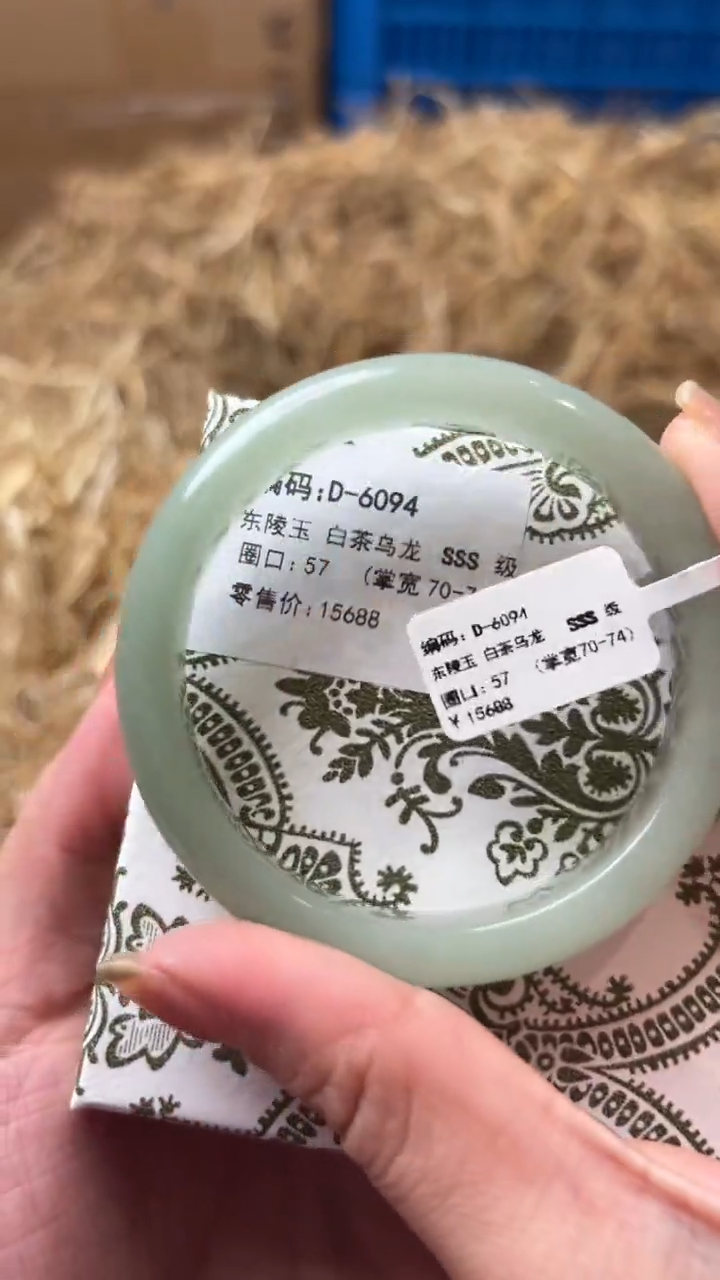 编码:D-6094
东陵玉 白茶乌龙 SSS 级
圈口: 57 (掌宽 70-7
零售价:15688
编码: D-6094
东陵玉 白茶乌龙 SSS 级
圈口: 57 (掌宽70-74)
¥ 15688